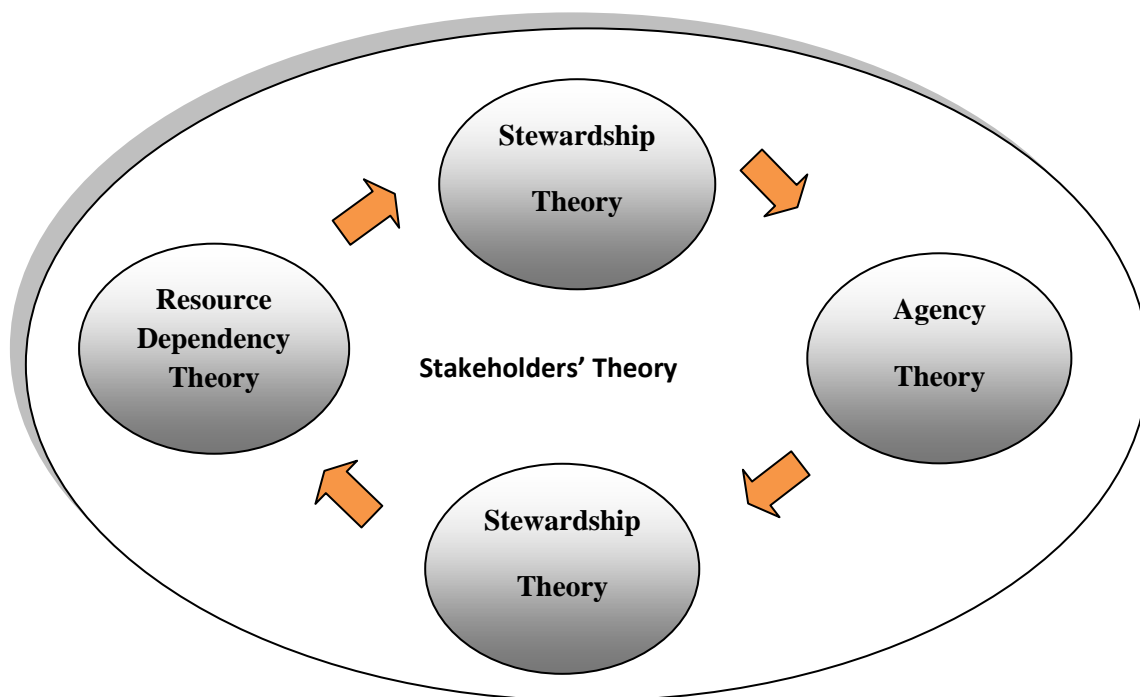 Stewardship
Theory
Resource
Dependency
Theory
Agency
Theory
Stakeholders’ Theory
Stewardship
Theory